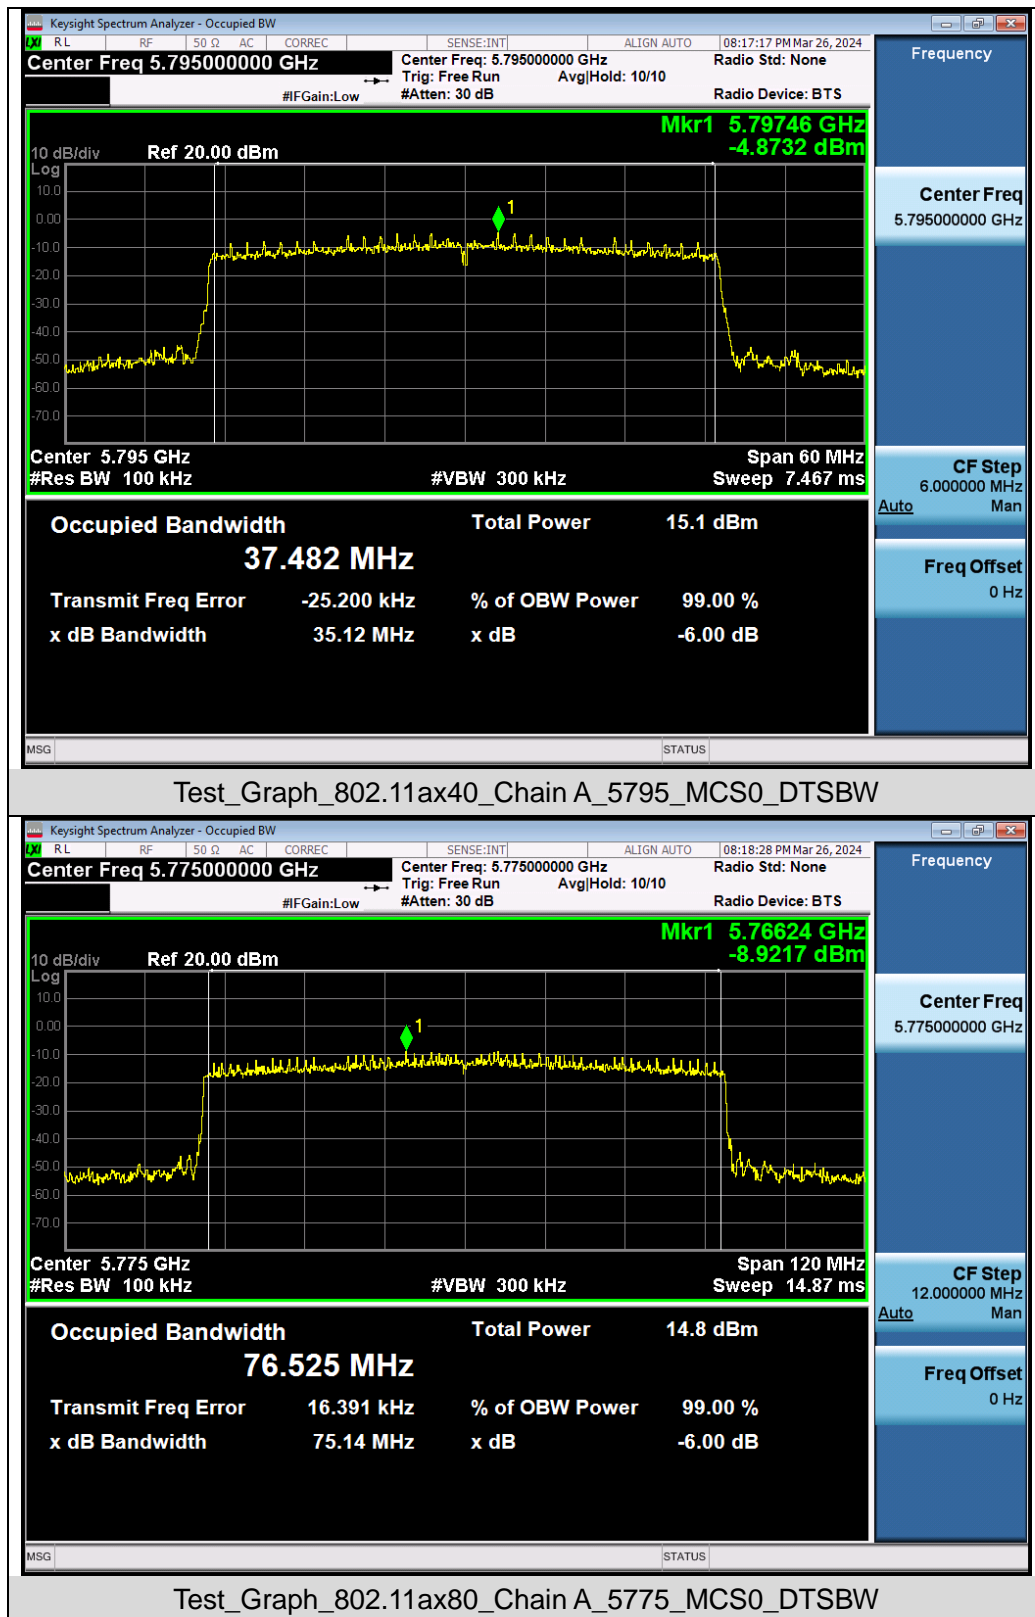 Keysight Spectrum Analyzer - Occupied BW
LXI RL RF 50 Ω AC CORREC SENSE:INT ALIGN AUTO 08:17:17 PM Mar 26, 2024
Center Freq 5.795000000 GHz
Center Freq: 5.795000000 GHz Radio Std: None
Trig: Free Run Avg|Hold: 10/10
#IFGain:Low #Atten: 30 dB Radio Device: BTS
Mkr1 5.79746 GHz
-4.8732 dBm
10 dB/div Ref 20.00 dBm
Log
10.0
0.00
-10.0
-20.0
-30.0
-40.0
-50.0
-60.0
-70.0
1
Center 5.795 GHz Span 60 MHz
#Res BW 100 kHz #VBW 300 kHz Sweep 7.467 ms
Occupied Bandwidth Total Power 15.1 dBm
37.482 MHz
Transmit Freq Error -25.200 kHz % of OBW Power 99.00 %
x dB Bandwidth 35.12 MHz x dB -6.00 dB
MSG STATUS
Frequency
Center Freq
5.795000000 GHz
CF Step
6.000000 MHz
Auto Man
Freq Offset
0 Hz
Test_Graph_802.11ax40_Chain A_5795_MCS0_DTSBW
Keysight Spectrum Analyzer - Occupied BW
LXI RL RF 50 Ω AC CORREC SENSE:INT ALIGN AUTO 08:18:28 PM Mar 26, 2024
Center Freq 5.775000000 GHz
Center Freq: 5.775000000 GHz Radio Std: None
Trig: Free Run Avg|Hold: 10/10
#IFGain:Low #Atten: 30 dB Radio Device: BTS
Mkr1 5.76624 GHz
-8.9217 dBm
10 dB/div Ref 20.00 dBm
Log
10.0
0.00
-10.0
-20.0
-30.0
-40.0
-50.0
-60.0
-70.0
1
Center 5.775 GHz Span 120 MHz
#Res BW 100 kHz #VBW 300 kHz Sweep 14.87 ms
Occupied Bandwidth Total Power 14.8 dBm
76.525 MHz
Transmit Freq Error 16.391 kHz % of OBW Power 99.00 %
x dB Bandwidth 75.14 MHz x dB -6.00 dB
MSG STATUS
Frequency
Center Freq
5.775000000 GHz
CF Step
12.000000 MHz
Auto Man
Freq Offset
0 Hz
Test_Graph_802.11ax80_Chain A_5775_MCS0_DTSBW